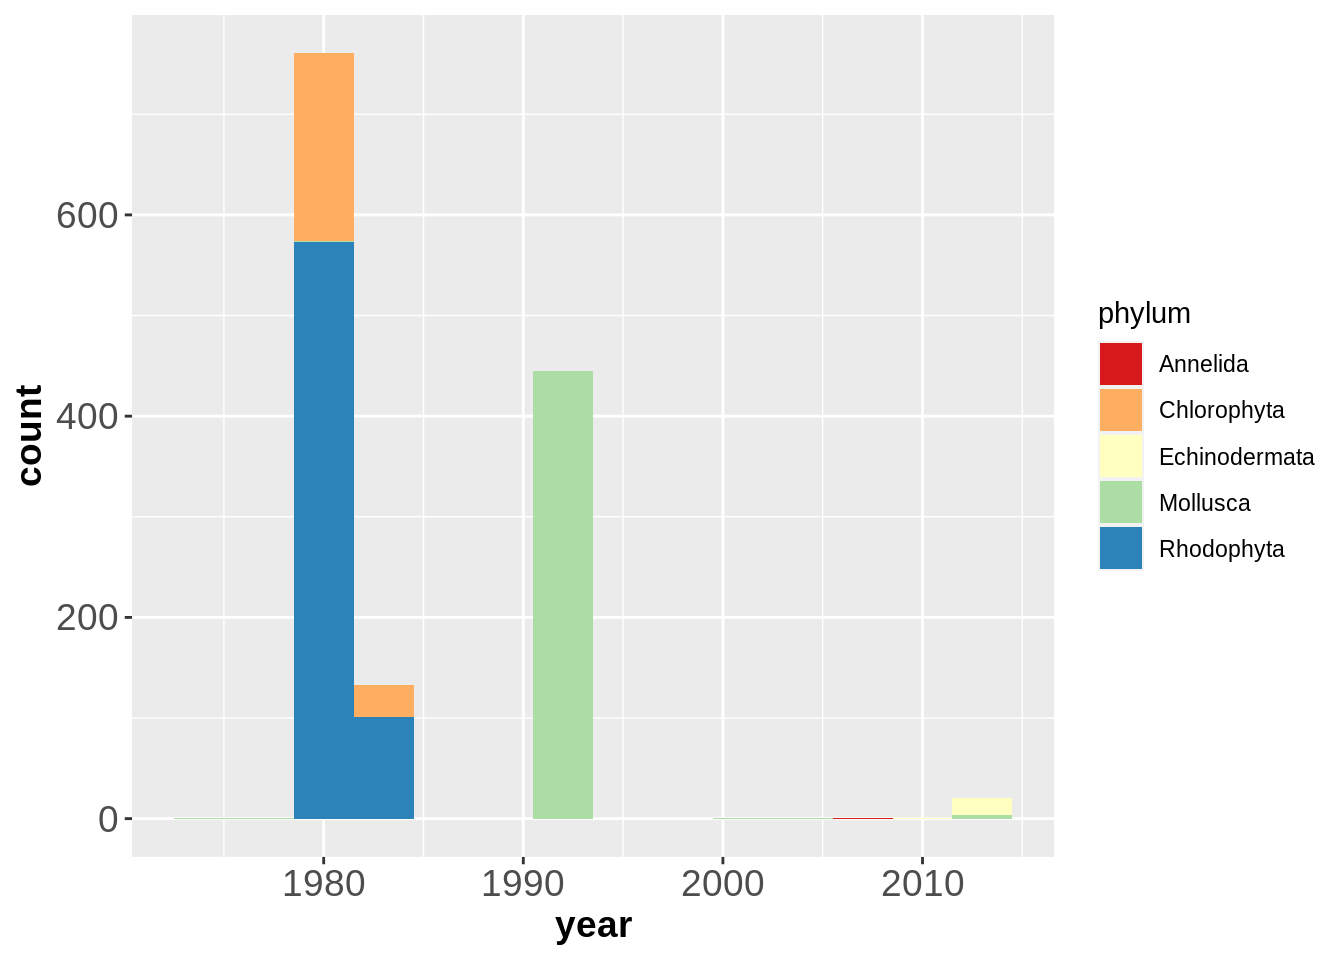 count
600
400
200
0
1980
1990
2000
2010
year
phylum
Annelida
Chlorophyta
Echinodermata
Mollusca
Rhodophyta